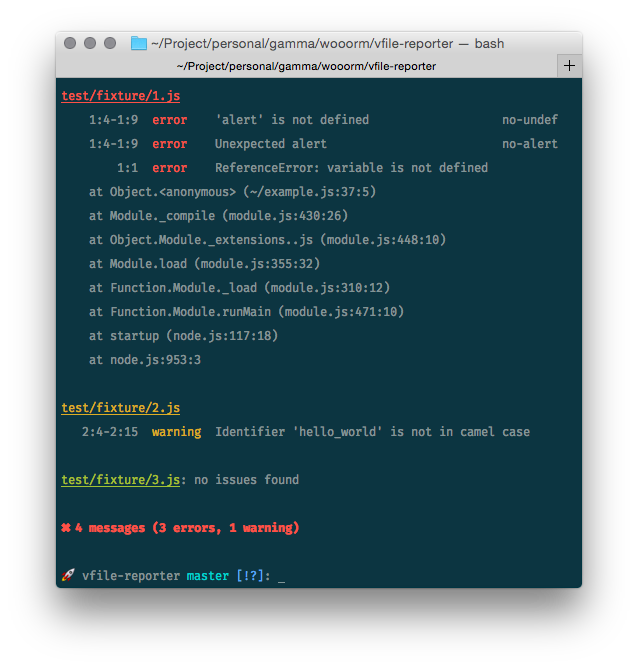 ~/Project/personal/gamma/wooorm/vfile-reporter — bash
~/Project/personal/gamma/wooorm/vfile-reporter +
test/fixture/1.js
1:4-1:9 error 'alert' is not defined no-undef
1:4-1:9 error Unexpected alert no-alert
1:1 error ReferenceError: variable is not defined
at Object.<anonymous> (~/example.js:37:5)
at Module._compile (module.js:430:26)
at Object.Module._extensions..js (module.js:448:10)
at Module.load (module.js:355:32)
at Function.Module._load (module.js:310:12)
at Function.Module.runMain (module.js:471:10)
at startup (node.js:117:18)
at node.js:953:3
test/fixture/2.js
2:4-2:15 warning Identifier 'hello_world' is not in camel case
test/fixture/3.js: no issues found
✖ 4 messages (3 errors, 1 warning)
🚀 vfile-reporter master [!?]: _